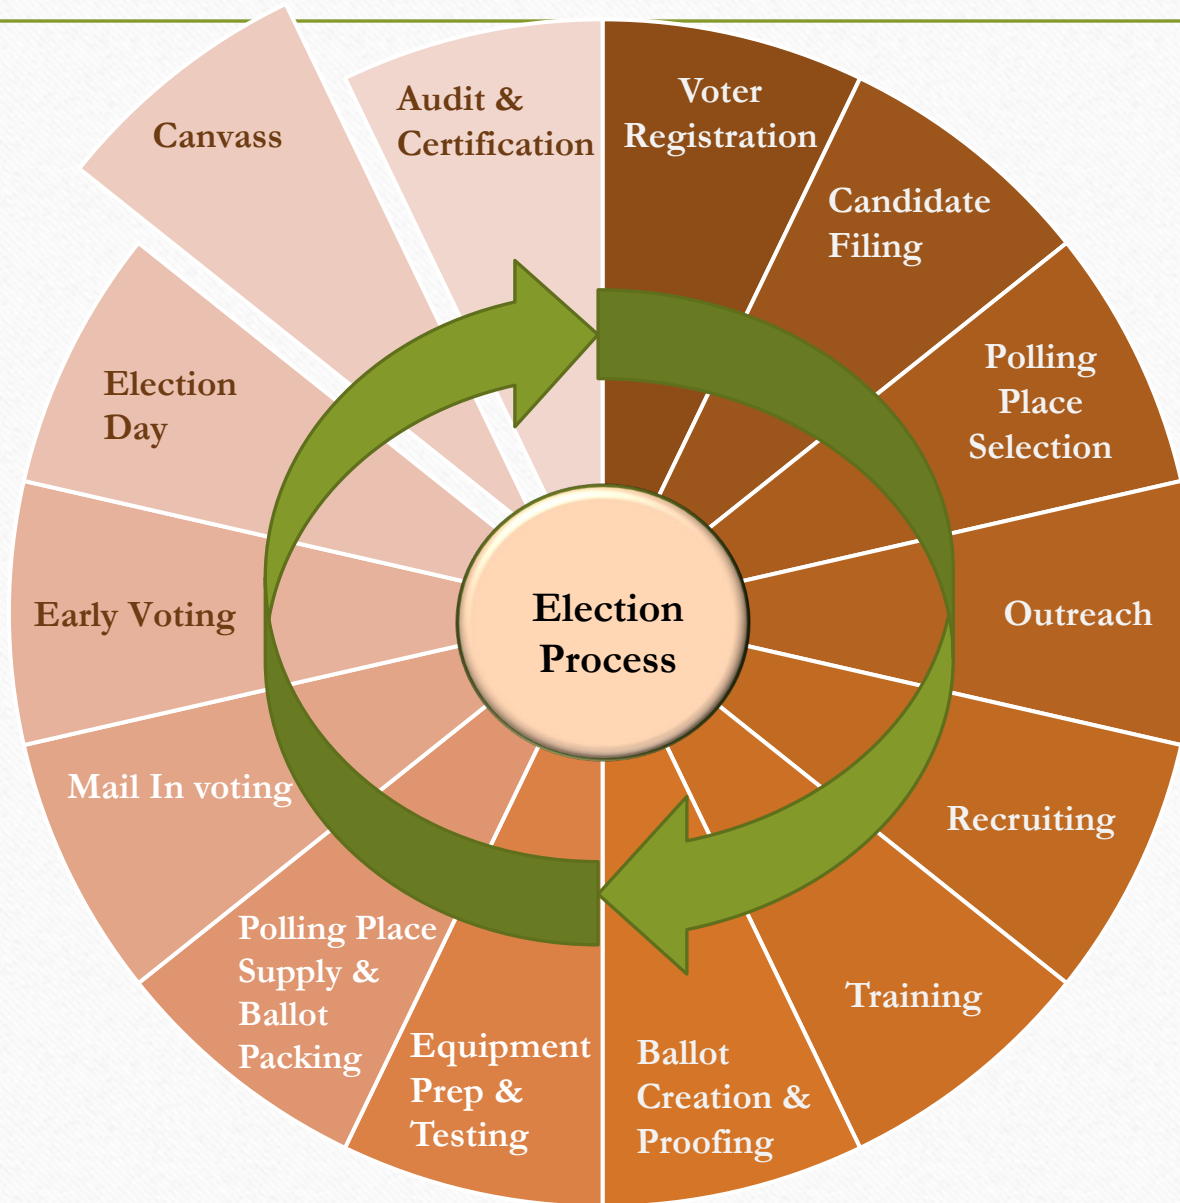 Voter
Registration
Candidate
Filing
Polling
Place
Selection
Outreach
Recruiting
Training
Ballot
Creation &
Proofing
Equipment
Prep &
Testing
Polling Place
Supply &
Ballot
Packing
Mail In voting
Early Voting
Election
Day
Canvass
Audit &
Certification
Election
Process